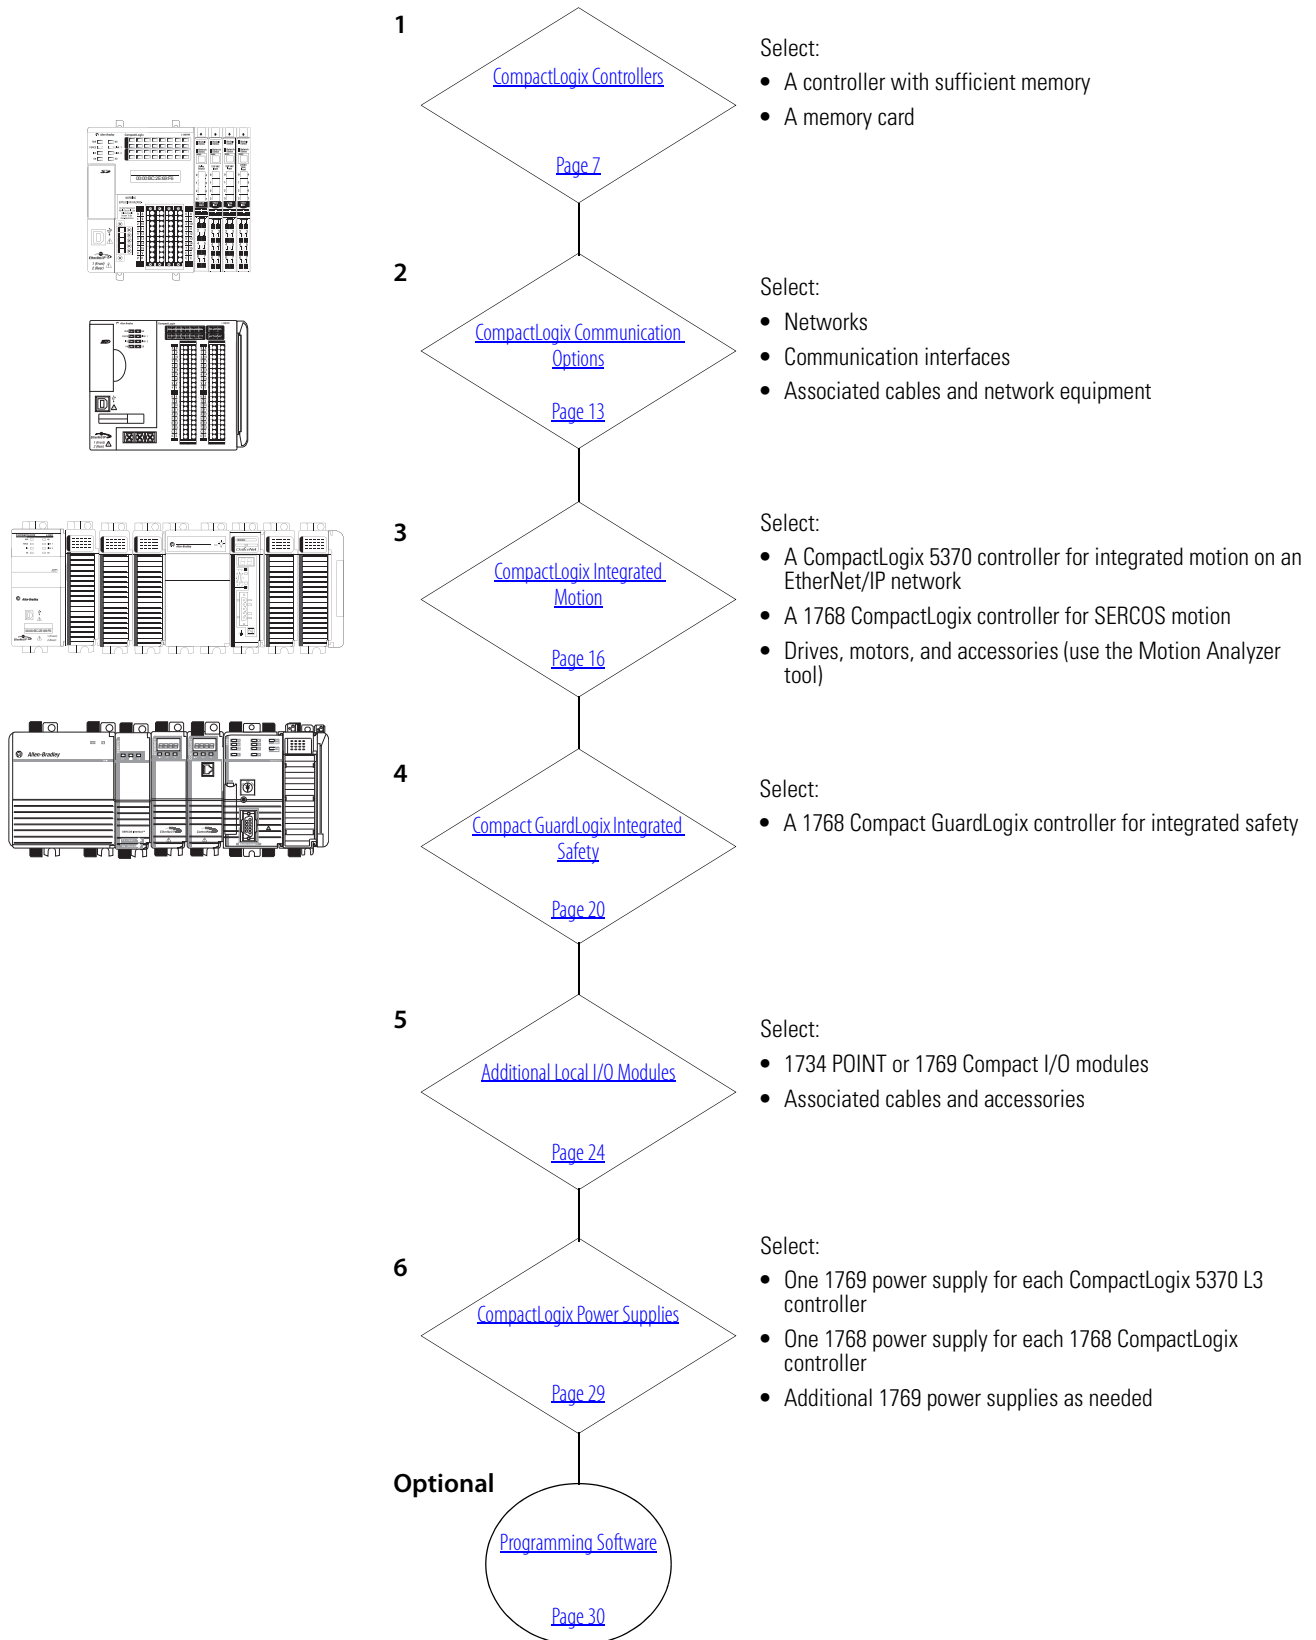 1
CompactLogix Controllers
Page 7
Select:
• A controller with sufficient memory
• A memory card
2
CompactLogix Communication
Options
Page 13
Select:
• Networks
• Communication interfaces
• Associated cables and network equipment
3
CompactLogix Integrated
Motion
Page 16
Select:
• A CompactLogix 5370 controller for integrated motion on an
EtherNet/IP network
• A 1768 CompactLogix controller for SERCOS motion
• Drives, motors, and accessories (use the Motion Analyzer
tool)
Allen-Bradley
4
Compact GuardLogix Integrated
Safety
Page 20
Select:
• A 1768 Compact GuardLogix controller for integrated safety
5
Additional Local I/O Modules
Page 24
Select:
• 1734 POINT or 1769 Compact I/O modules
• Associated cables and accessories
6
CompactLogix Power Supplies
Page 29
Select:
• One 1769 power supply for each CompactLogix 5370 L3
controller
• One 1768 power supply for each 1768 CompactLogix
controller
• Additional 1769 power supplies as needed
Optional
Programming Software
Page 30